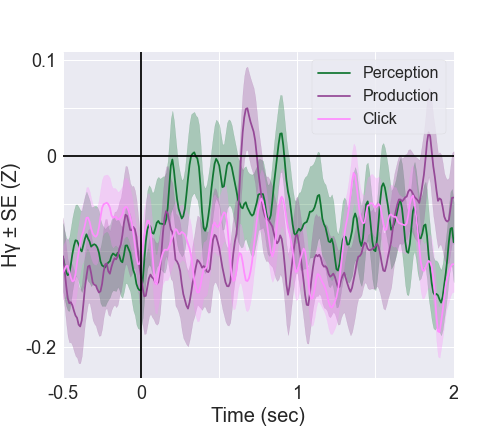 0.1
Perception
Production
Click
0
Hγ ± SE (Z)
-0.2
-0.5
0
1
2
Time (sec)